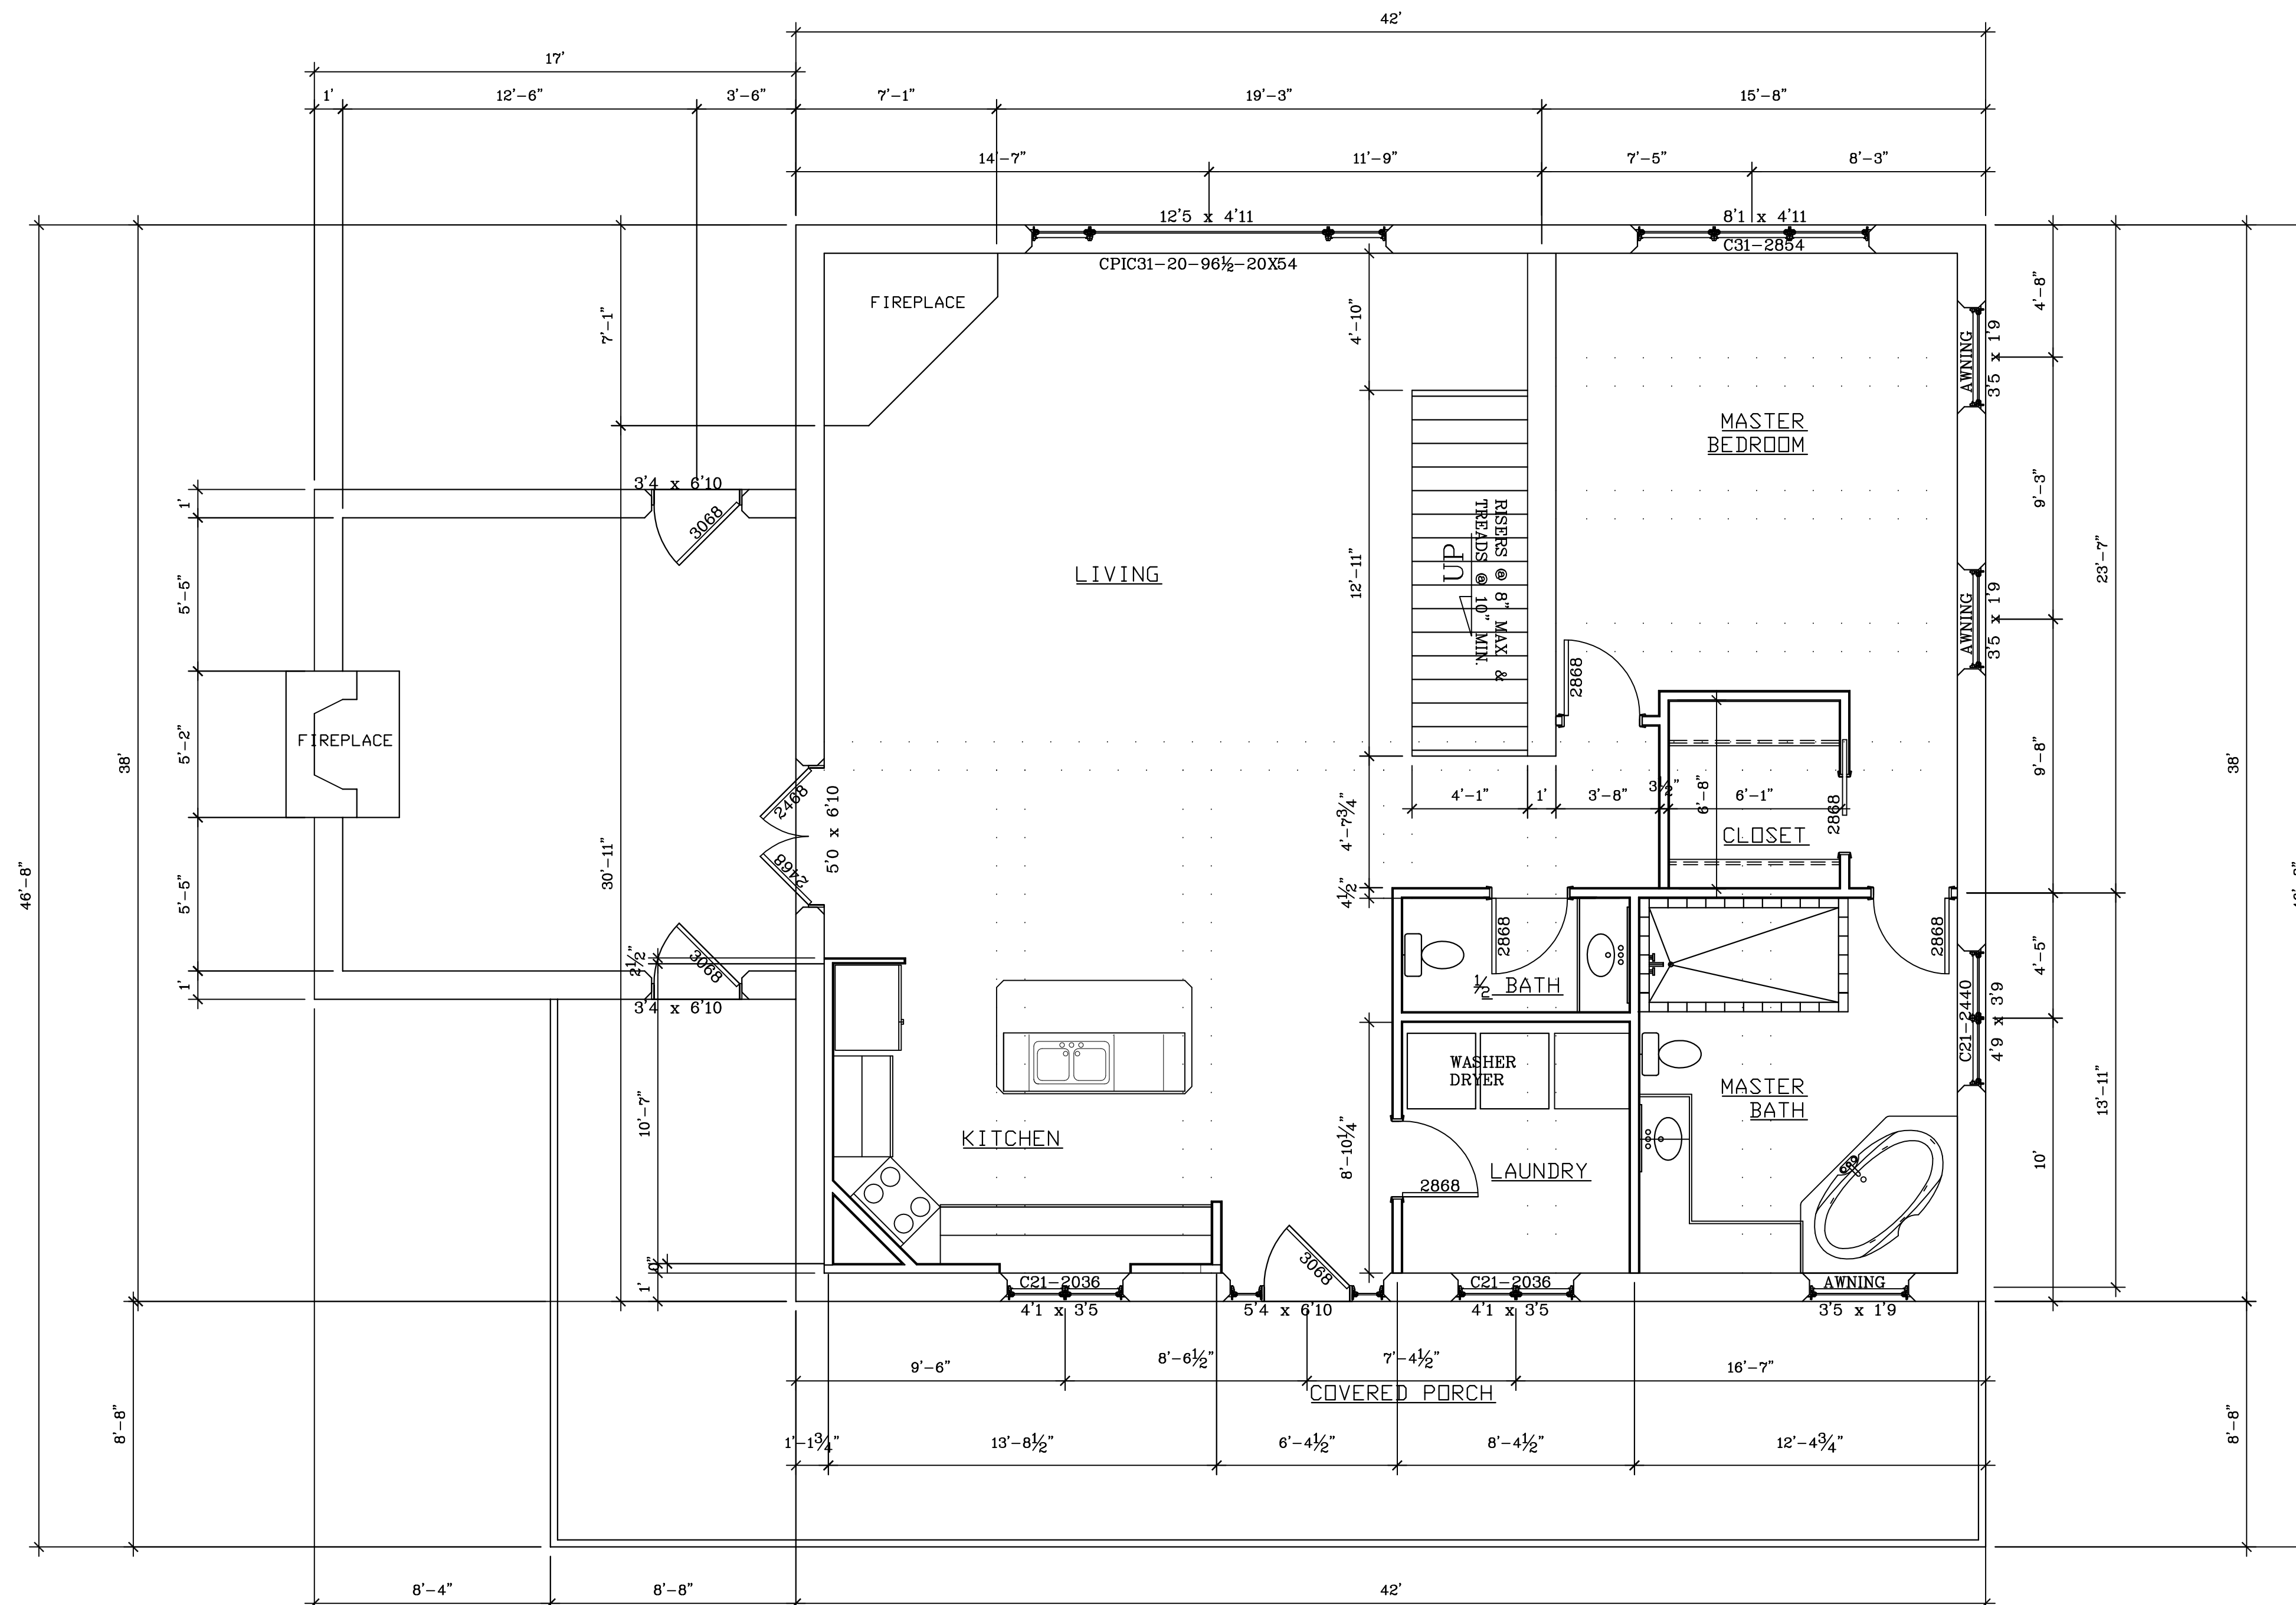 42'
17'
1'
12'-6"
3'-6"
7'-1"
19'-3"
15'-8"
14'-7"
11'-9"
7'-5"
8'-3"
12'5 x 4'11
8'1 x 4'11
C31-2854
CPIC31-20-96½-20X54
FIREPLACE
7'-1"
4'-10"
4'-8"
AWNING
3'5 x 1'9
MASTER
BEDROOM
3'4 x 6'10
3068
1'
9'-3"
RISERS @ 8" MAX &
TREADS @ 10" MIN.
UP
LIVING
12'-11"
5'-5"
23'-7"
AWNING
3'5 x 1'9
2868
FIREPLACE
5'-2"
38'
38'
9'-8"
2468
2468
5'0 x 6'10
4'-1"
1'
3'-8"
3½"
6'-8"
6'-1"
2868
CLOSET
4'-7¾"
46'-8"
30'-11"
5'-5"
4½"
2868
2868
½ BATH
3068
2½"
3'4 x 6'10
1'
4'-5"
C21-2440
4'9 x 3'9
WASHER
DRYER
MASTER
BATH
KITCHEN
10'-7"
8'-10¼"
13'-11"
10'
LAUNDRY
2868
3068
1'
C21-2036
4'1 x 3'5
5'4 x 6'10
C21-2036
4'1 x 3'5
AWNING
3'5 x 1'9
9'-6"
8'-6½"
7'-4½"
16'-7"
COVERED PORCH
8'-8"
8'-8"
1'-1¾"
13'-8½"
6'-4½"
8'-4½"
12'-4¾"
8'-4"
8'-8"
42'